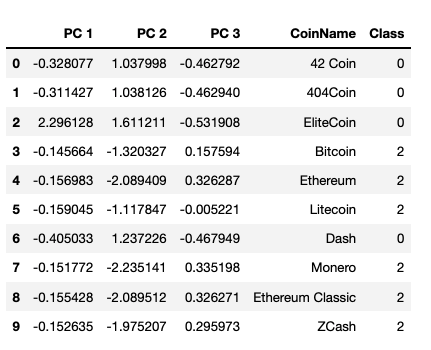 PC 1 PC 2 PC 3 CoinName Class
0 -0.328077 1.037998 -0.462792 42 Coin 0
1 -0.311427 1.038126 -0.462940 404Coin 0
2 2.296128 1.611211 -0.531908 EliteCoin 0
3 -0.145664 -1.320327 0.157594 Bitcoin 2
4 -0.156983 -2.089409 0.326287 Ethereum 2
5 -0.159045 -1.117847 -0.005221 Litecoin 2
6 -0.405033 1.237226 -0.467949 Dash 0
7 -0.151772 -2.235141 0.335198 Monero 2
8 -0.155428 -2.089512 0.326271 Ethereum Classic 2
9 -0.152635 -1.975207 0.295973 ZCash 2